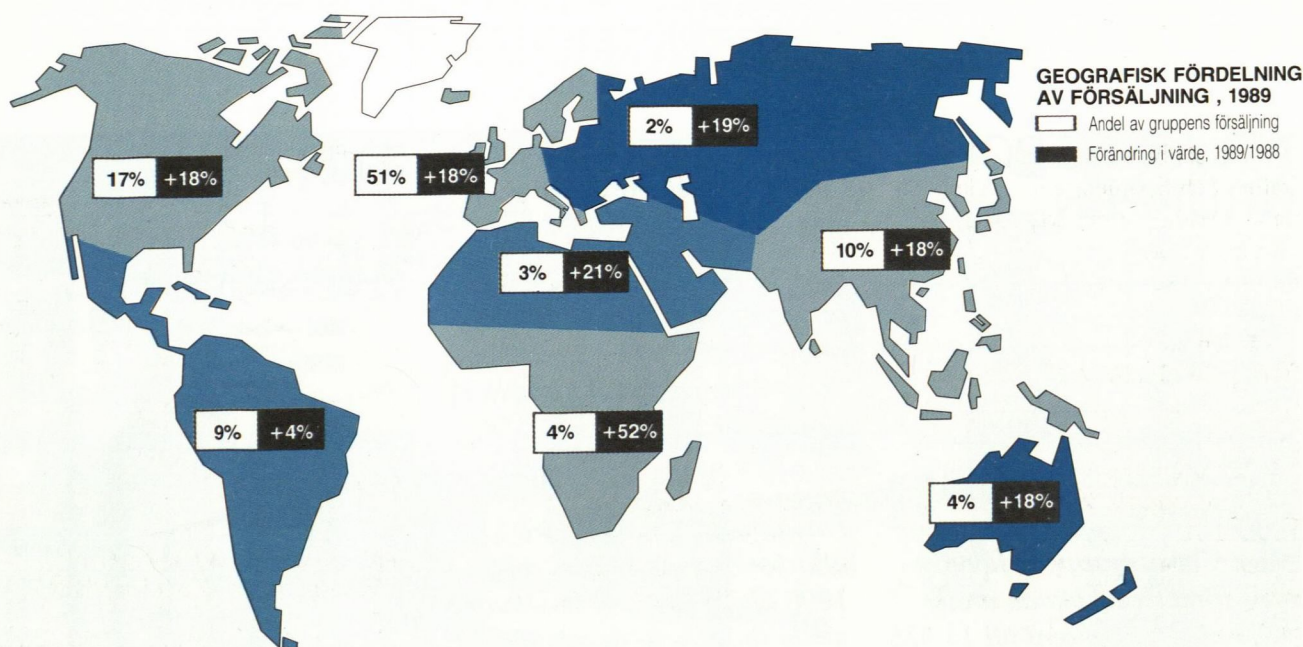 GEOGRAFISK FÖRDELNING
AV FÖRSÄLJNING , 1989
Andel av gruppens försäljning
Förändring i värde, 1989/1988
2% +19%
17% +18%
51% +18%
3% +21%
10% +18%
9% +4%
4% +52%
4% +18%